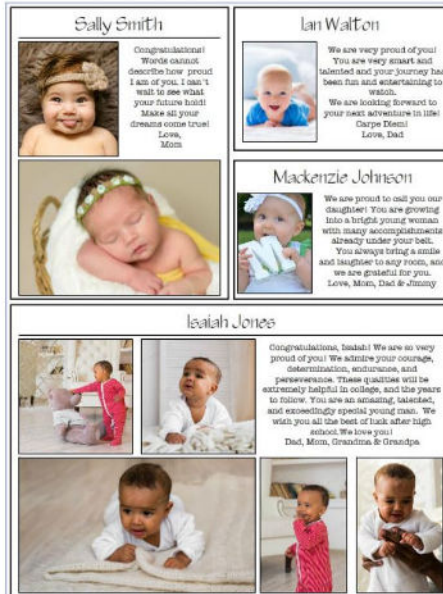 Sally Smith
Congratulations!
Words cannot
describe how proud
I am of you. I can't
wait to see what
your future hold!
Make all your
dreams come true!
Love,
Mom
Ian Walton
We are very proud of you!
You are very smart and
talented and your journey has
been fun and entertaining to
watch.
We are looking forward to
your next adventure in life!
Carpe Diem!
Love, Dad
Mackenzie Johnson
We are proud to call you our
daughter! You are growing
into a bright young woman
with many accomplishments
already under your belt.
You always bring a smile
and laughter to any room, and
we are grateful for you.
Love, Mom, Dad & Jimmy
Isaiah Jones
Congratulations, Isaiah! We are so very
proud of you! We admire your courage,
determination, endurance, and
perseverance. These qualities will be
extremely helpful in college, and the years
to follow. You are an amazing, talented,
and exceedingly special young man. We
wish you all the best of luck after high
school. We love you!
Dad, Mom, Grandma & Grandpa